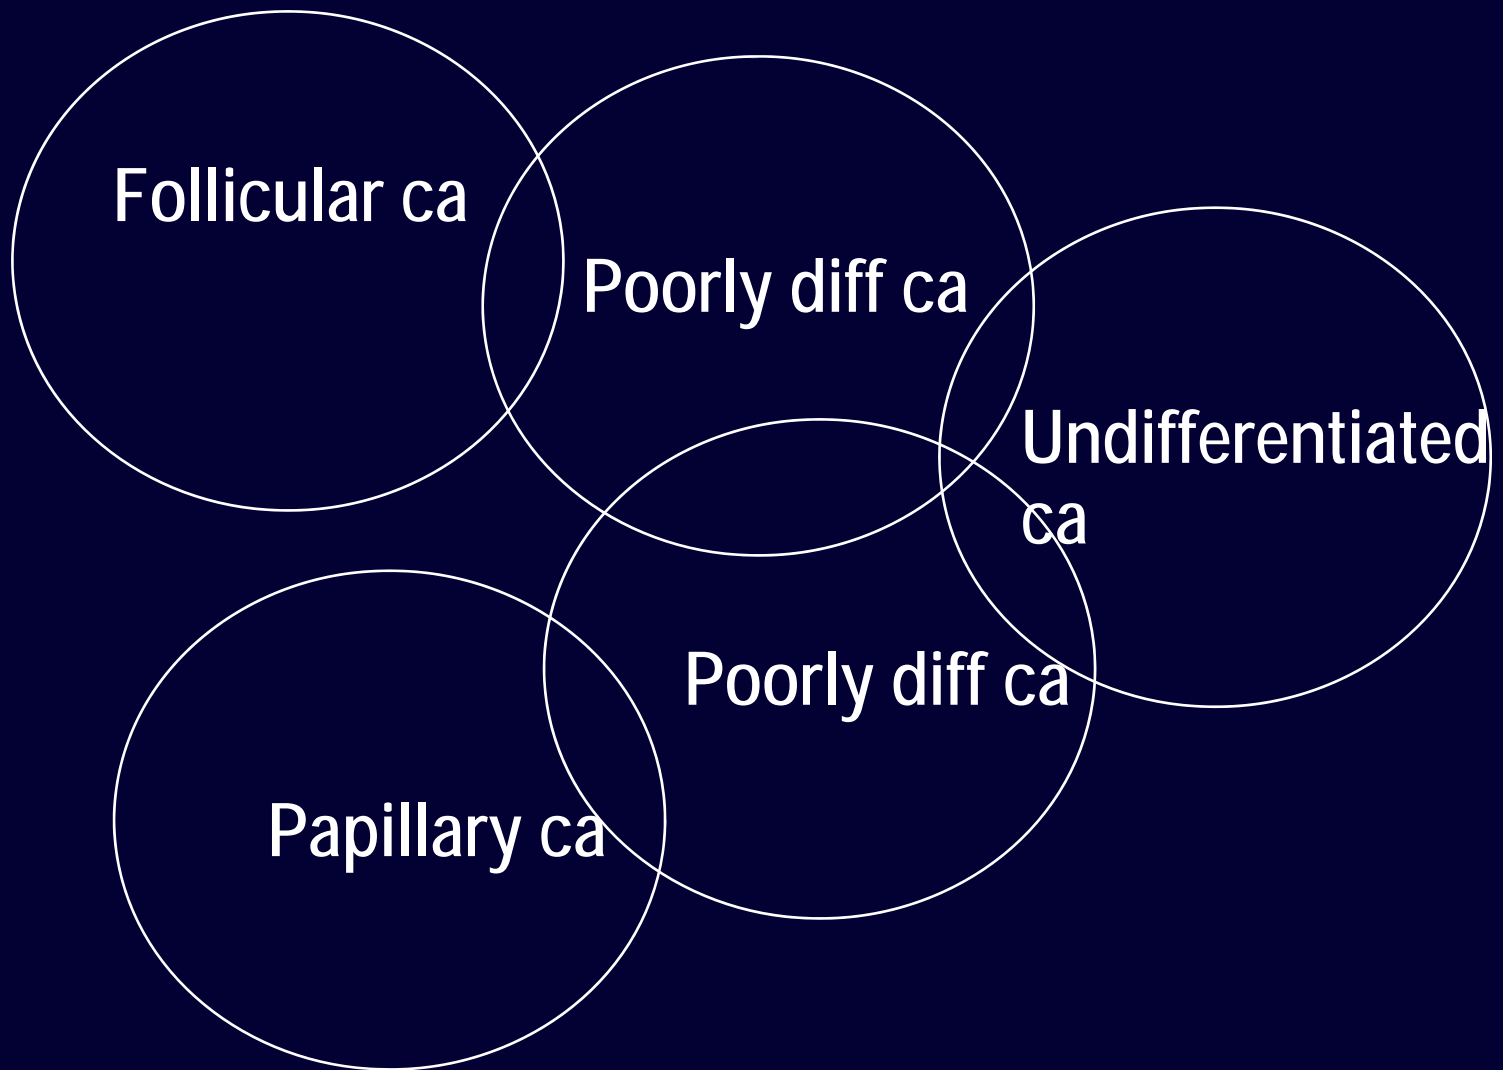 Follicular ca
Poorly diff ca
Undifferentiated
ca
Poorly diff ca
Papillary ca